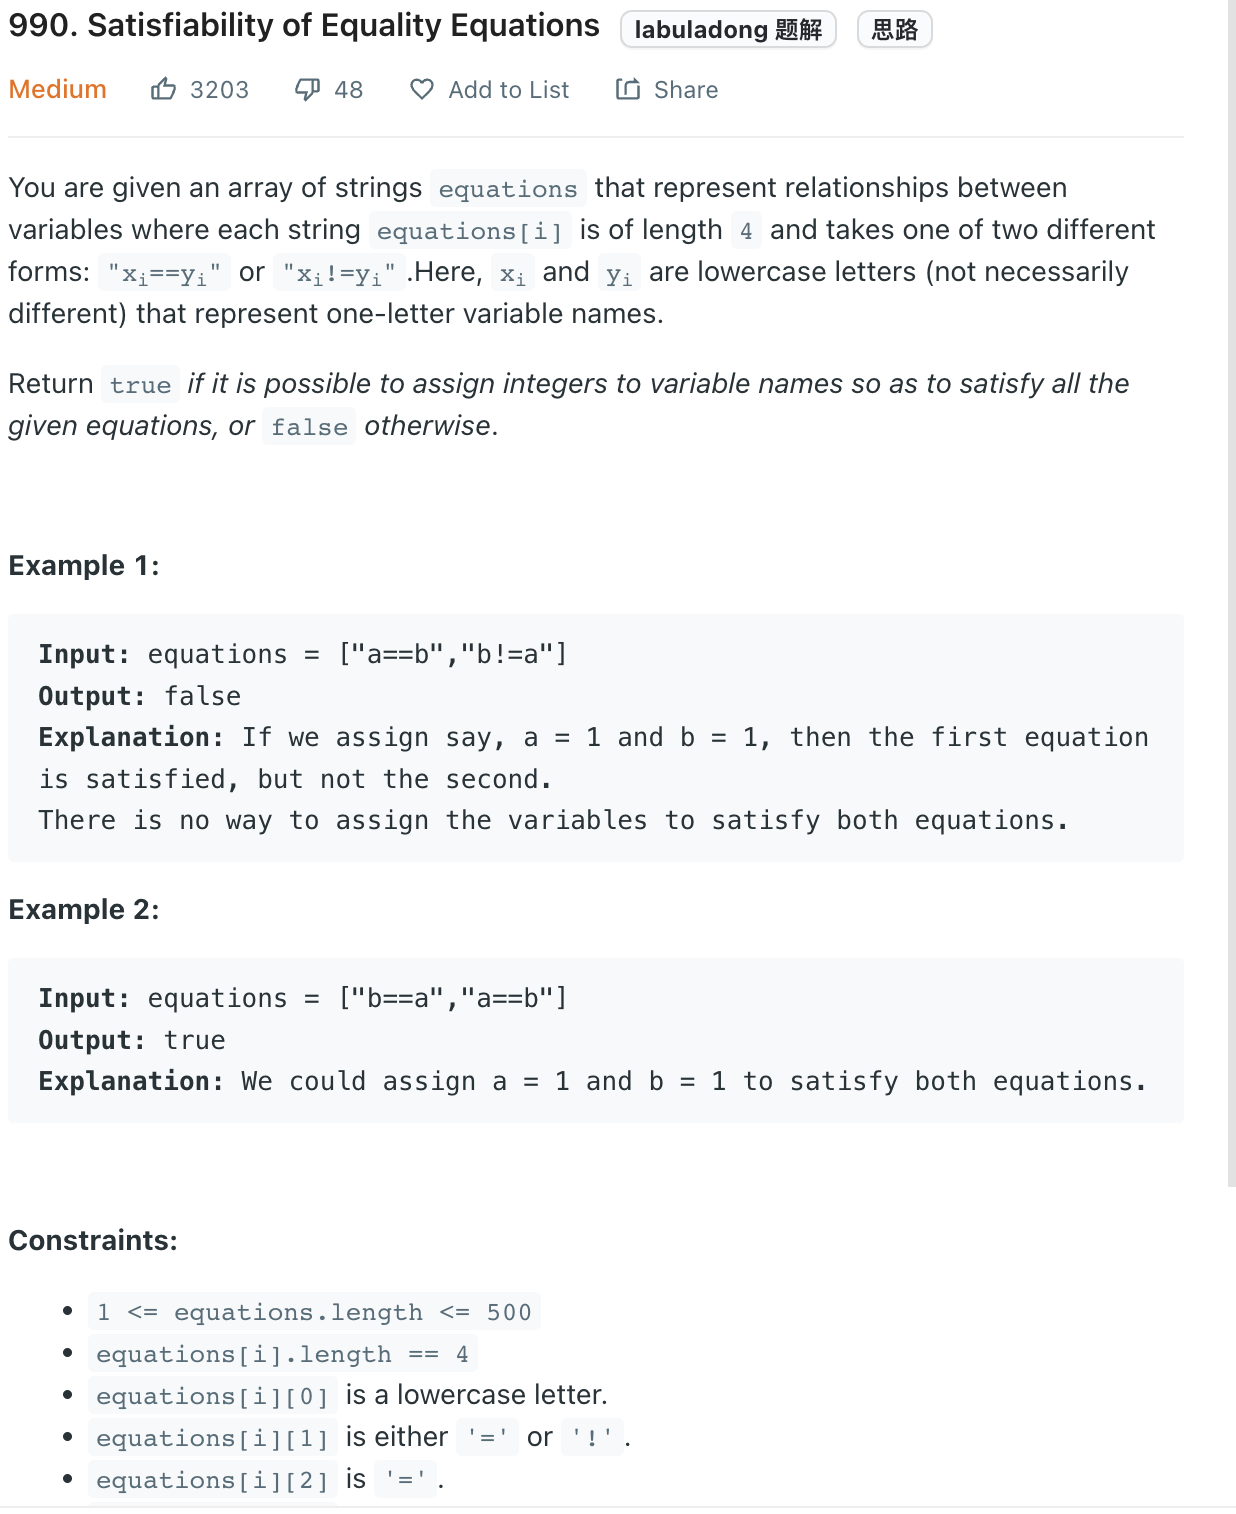 990. Satisfiability of Equality Equations labuladong 题解 思路
Medium 3203 48 Add to List Share
You are given an array of strings equations that represent relationships between
variables where each string equations[i] is of length 4 and takes one of two different
forms: "xᵢ==yᵢ" or "xᵢ!=yᵢ".Here, xᵢ and yᵢ are lowercase letters (not necessarily
different) that represent one-letter variable names.
Return true if it is possible to assign integers to variable names so as to satisfy all the
given equations, or false otherwise.
Example 1:
Input: equations = ["a==b","b!=a"]
Output: false
Explanation: If we assign say, a = 1 and b = 1, then the first equation
is satisfied, but not the second.
There is no way to assign the variables to satisfy both equations.
Example 2:
Input: equations = ["b==a","a==b"]
Output: true
Explanation: We could assign a = 1 and b = 1 to satisfy both equations.
Constraints:
• 1 <= equations.length <= 500
• equations[i].length == 4
• equations[i][0] is a lowercase letter.
• equations[i][1] is either '=' or '!'.
• equations[i][2] is '='.